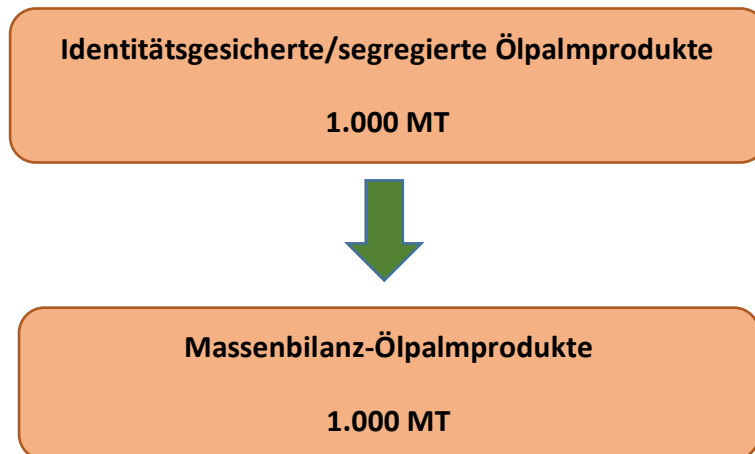 Identitätsgesicherte/segregierte Ölpalmprodukte
1.000 MT
Massenbilanz-Ölpalmprodukte
1.000 MT